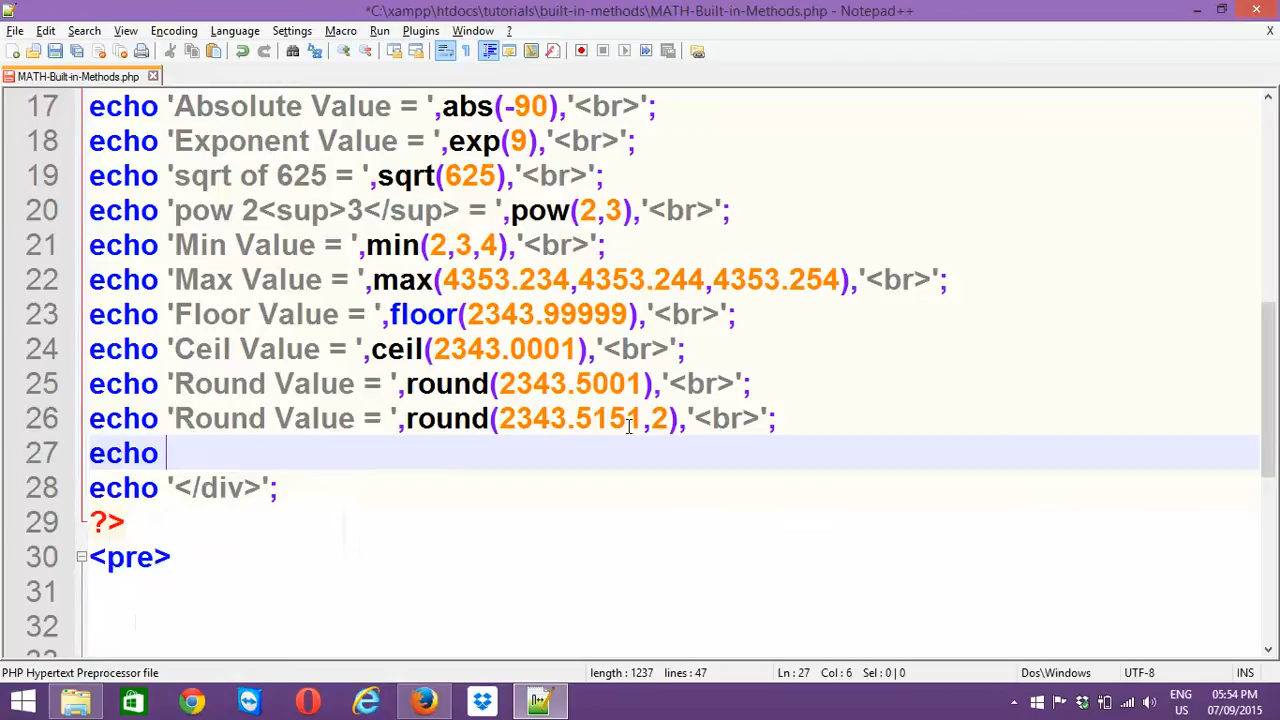 *C:\xampp\htdocs\tutorials\built-in-methods\MATH-Built-in-Methods.php - Notepad++
File Edit Search View Encoding Language Settings Macro Run Plugins Window ? X
MATH-Built-in-Methods.php
17 echo 'Absolute Value = ',abs(-90),'<br>';
18 echo 'Exponent Value = ',exp(9),'<br>';
19 echo 'sqrt of 625 = ',sqrt(625),'<br>';
20 echo 'pow 2<sup>3</sup> = ',pow(2,3),'<br>';
21 echo 'Min Value = ',min(2,3,4),'<br>';
22 echo 'Max Value = ',max(4353.234,4353.244,4353.254),'<br>';
23 echo 'Floor Value = ',floor(2343.99999),'<br>';
24 echo 'Ceil Value = ',ceil(2343.0001),'<br>';
25 echo 'Round Value = ',round(2343.5001),'<br>';
26 echo 'Round Value = ',round(2343.5151,2),'<br>';
27 echo
28 echo '</div>';
29 ?>
30 <pre>
31
32
PHP Hypertext Preprocessor file length : 1237 lines : 47 Ln : 27 Col : 6 Sel : 0 | 0 Dos\Windows UTF-8 INS
ENG 05:54 PM
US 07/09/2015